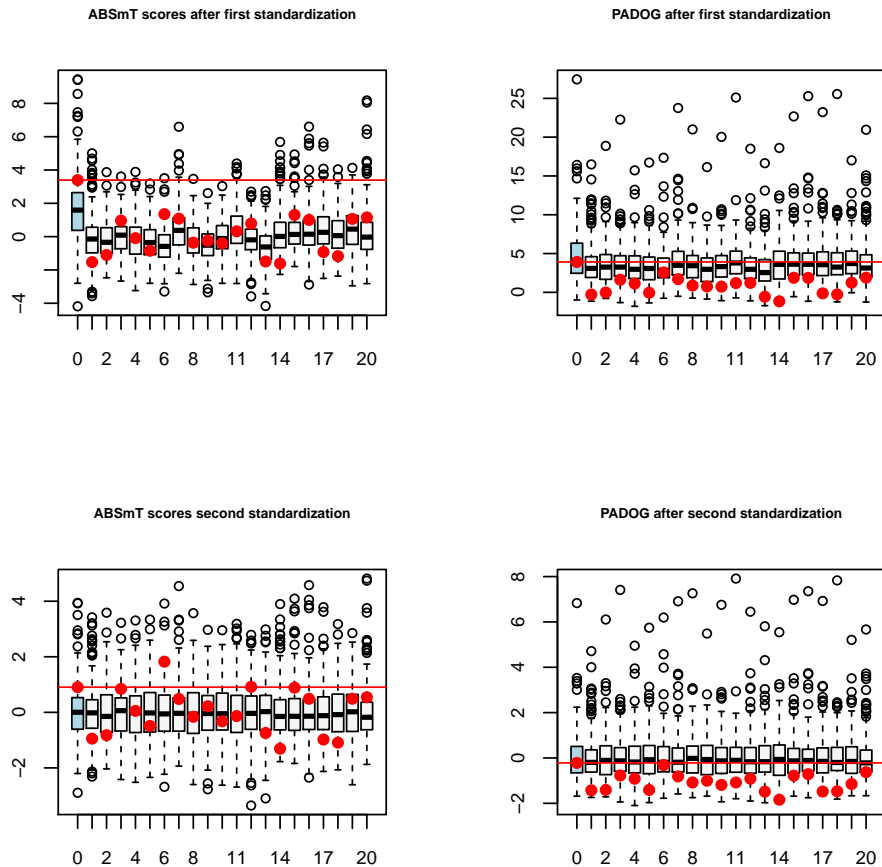 ABSmT scores after first standardization
8
6
4
2
0
−4
0 2 4 6 8 11 14 17 20
PADOG after first standardization
25
20
15
10
5
0
0 2 4 6 8 11 14 17 20
ABSmT scores second standardization
4
2
0
−2
0 2 4 6 8 11 14 17 20
PADOG after second standardization
8
6
4
2
0
−2
0 2 4 6 8 11 14 17 20